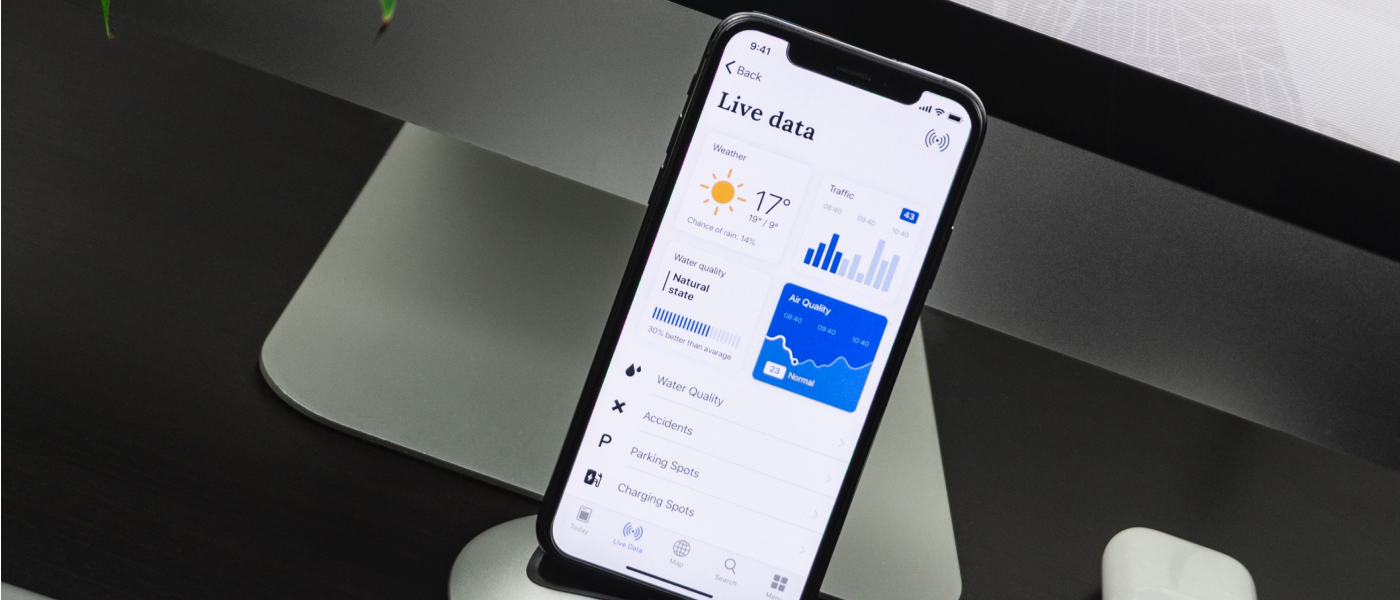 9:41
Back
Live data
Weather
17°
19° / 9°
Chance of rain: 14%
Traffic
43
08:40 09:40 10:40
Water quality
Natural
state
30% better than avarage
Air Quality
08:40 09:40 10:40
23 Normal
Water Quality
Accidents
P
Parking Spots
Charging Spots
Today
Live Data
Map
Search